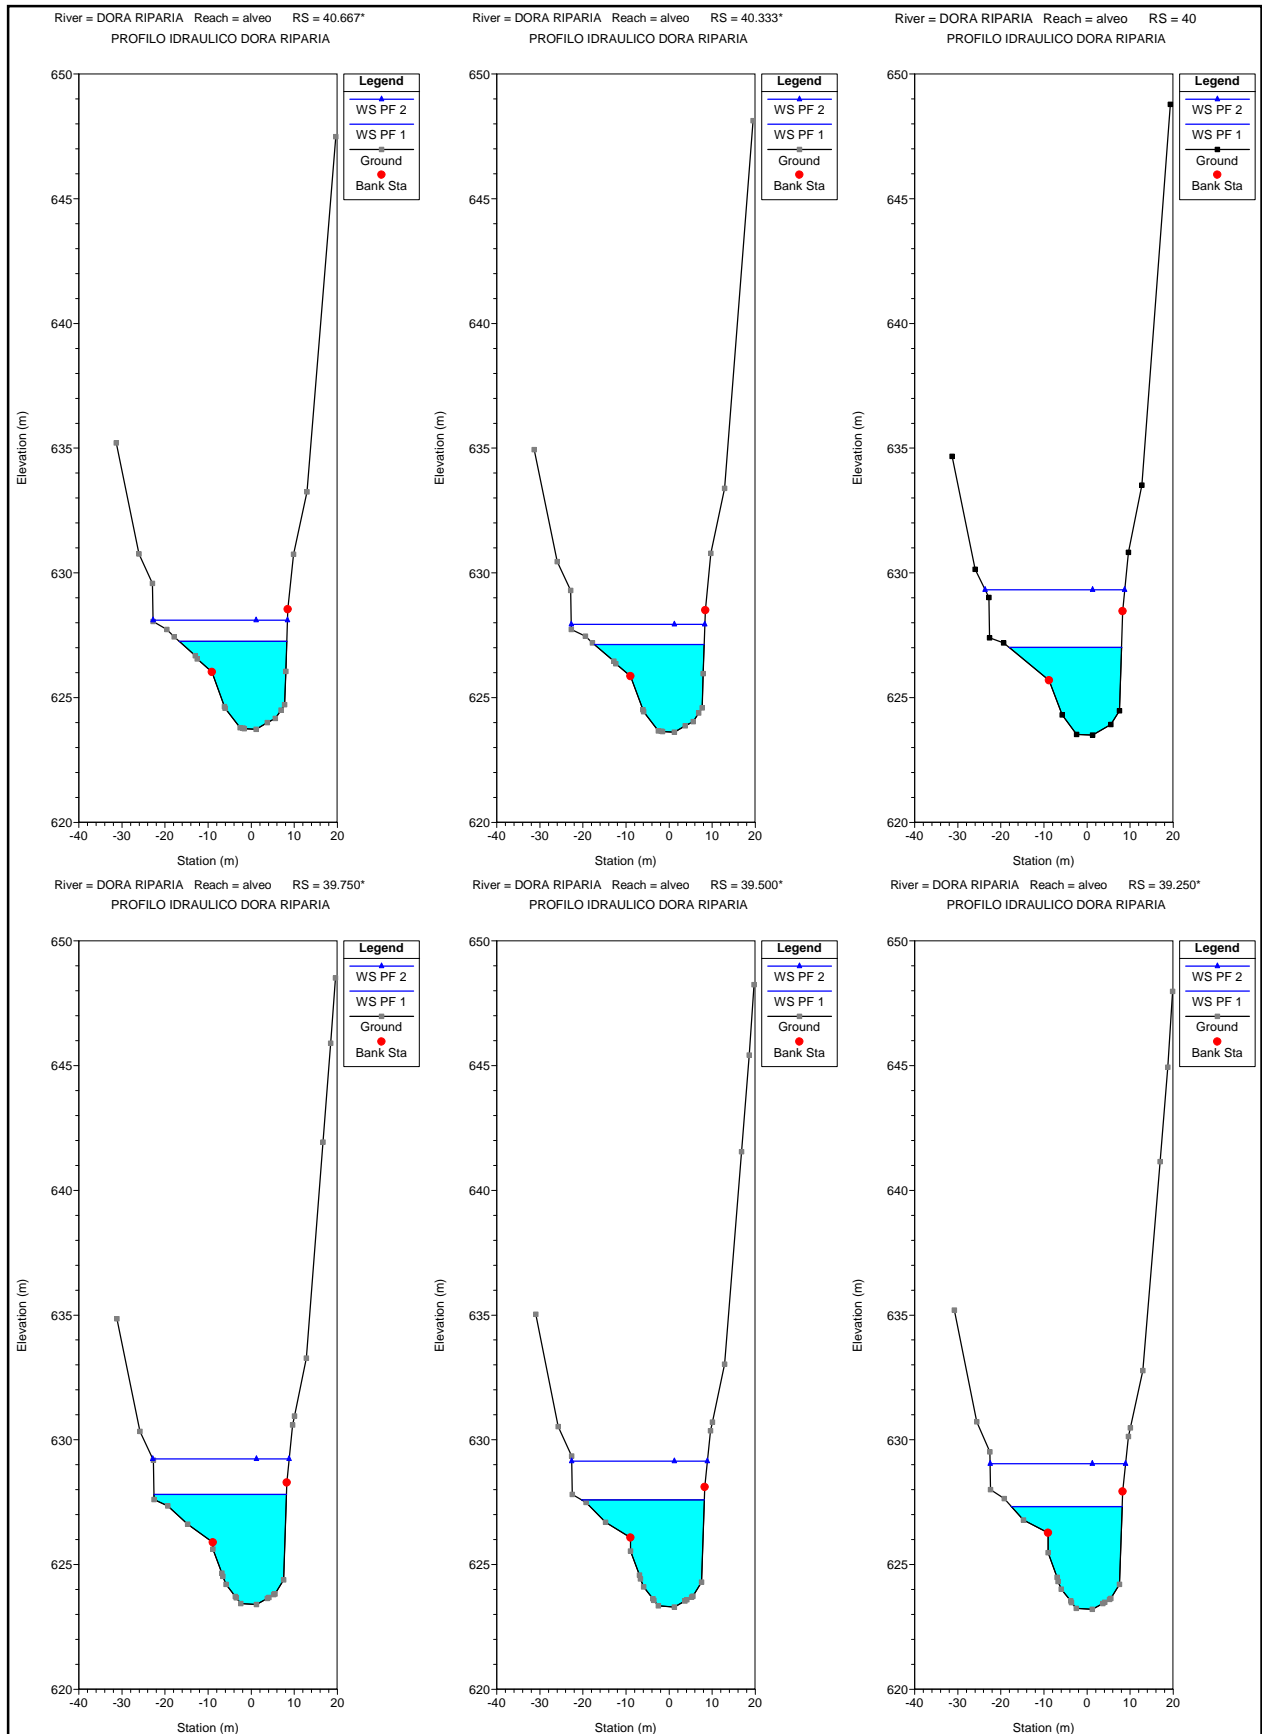 River = DORA RIPARIA Reach = alveo RS = 40.667*
PROFILO IDRAULICO DORA RIPARIA
650
645
640
635
630
625
620
Elevation (m)
-40 -30 -20 -10 0 10 20
Station (m)
Legend
WS PF 2
WS PF 1
Ground
Bank Sta
River = DORA RIPARIA Reach = alveo RS = 40.333*
PROFILO IDRAULICO DORA RIPARIA
650
645
640
635
630
625
620
Elevation (m)
-40 -30 -20 -10 0 10 20
Station (m)
Legend
WS PF 2
WS PF 1
Ground
Bank Sta
River = DORA RIPARIA Reach = alveo RS = 40
PROFILO IDRAULICO DORA RIPARIA
650
645
640
635
630
625
620
Elevation (m)
-40 -30 -20 -10 0 10 20
Station (m)
Legend
WS PF 2
WS PF 1
Ground
Bank Sta
River = DORA RIPARIA Reach = alveo RS = 39.750*
PROFILO IDRAULICO DORA RIPARIA
650
645
640
635
630
625
620
Elevation (m)
-40 -30 -20 -10 0 10 20
Station (m)
Legend
WS PF 2
WS PF 1
Ground
Bank Sta
River = DORA RIPARIA Reach = alveo RS = 39.500*
PROFILO IDRAULICO DORA RIPARIA
650
645
640
635
630
625
620
Elevation (m)
-40 -30 -20 -10 0 10 20
Station (m)
Legend
WS PF 2
WS PF 1
Ground
Bank Sta
River = DORA RIPARIA Reach = alveo RS = 39.250*
PROFILO IDRAULICO DORA RIPARIA
650
645
640
635
630
625
620
Elevation (m)
-40 -30 -20 -10 0 10 20
Station (m)
Legend
WS PF 2
WS PF 1
Ground
Bank Sta